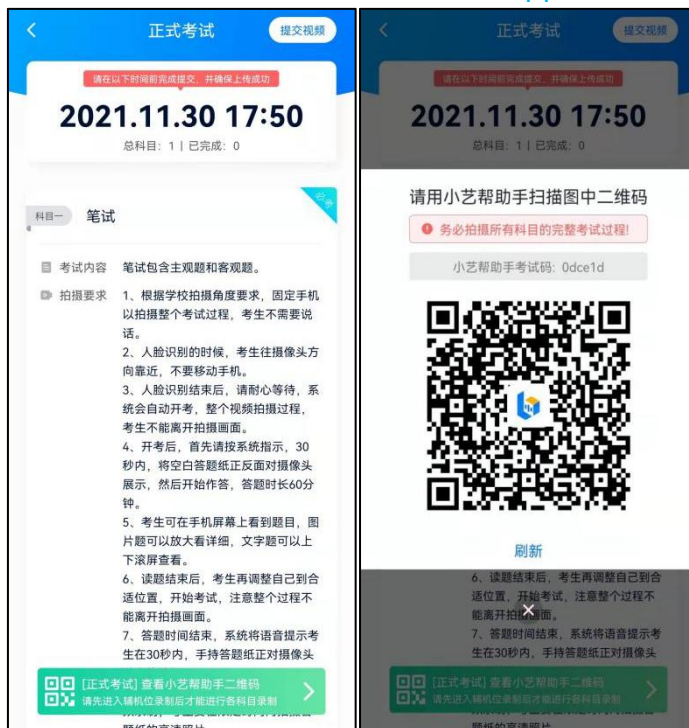 正式考试
提交视频
请在以下时间前完成提交，并确保上传成功
2021.11.30 17:50
总科目：1 | 已完成：0
必考
科目一
笔试
考试内容
笔试包含主观题和客观题。
拍摄要求
1、根据学校拍摄角度要求，固定手机
以拍摄整个考试过程，考生不需要说
话。
2、人脸识别的时候，考生往摄像头方
向靠近，不要移动手机。
3、人脸识别结束后，请耐心等待，系
统会自动开考，整个视频拍摄过程，
考生不能离开拍摄画面。
4、开考后，首先请按系统指示，30
秒内，将空白答题纸正反面对摄像头
展示，然后开始作答，答题时长60分
钟。
5、考生可在手机屏幕上看到题目，图
片题可以放大看详细，文字题可以上
下滚屏查看。
6、读题结束后，考生再调整自己到合
适位置，开始考试，注意整个过程不
能离开拍摄画面。
7、答题时间结束，系统将语音提示考
生在30秒内，手持答题纸正对摄像头
[正式考试] 查看小艺帮助手二维码
请先进入辅机位录制后才能进行各科目录制
正式考试
提交视频
请在以下时间前完成提交，并确保上传成功
2021.11.30 17:50
总科目：1 | 已完成：0
请用小艺帮助手扫描图中二维码
务必拍摄所有科目的完整考试过程!
小艺帮助手考试码: 0dce1d
刷新
6、读题结束后，考生再调整自己到合
适位置，开始考试，注意整个过程不
能离开拍摄画面。
7、答题时间结束，系统将语音提示考
生在30秒内，手持答题纸正对摄像头
[正式考试] 查看小艺帮助手二维码
请先进入辅机位录制后才能进行各科目录制
题纸的高清照片